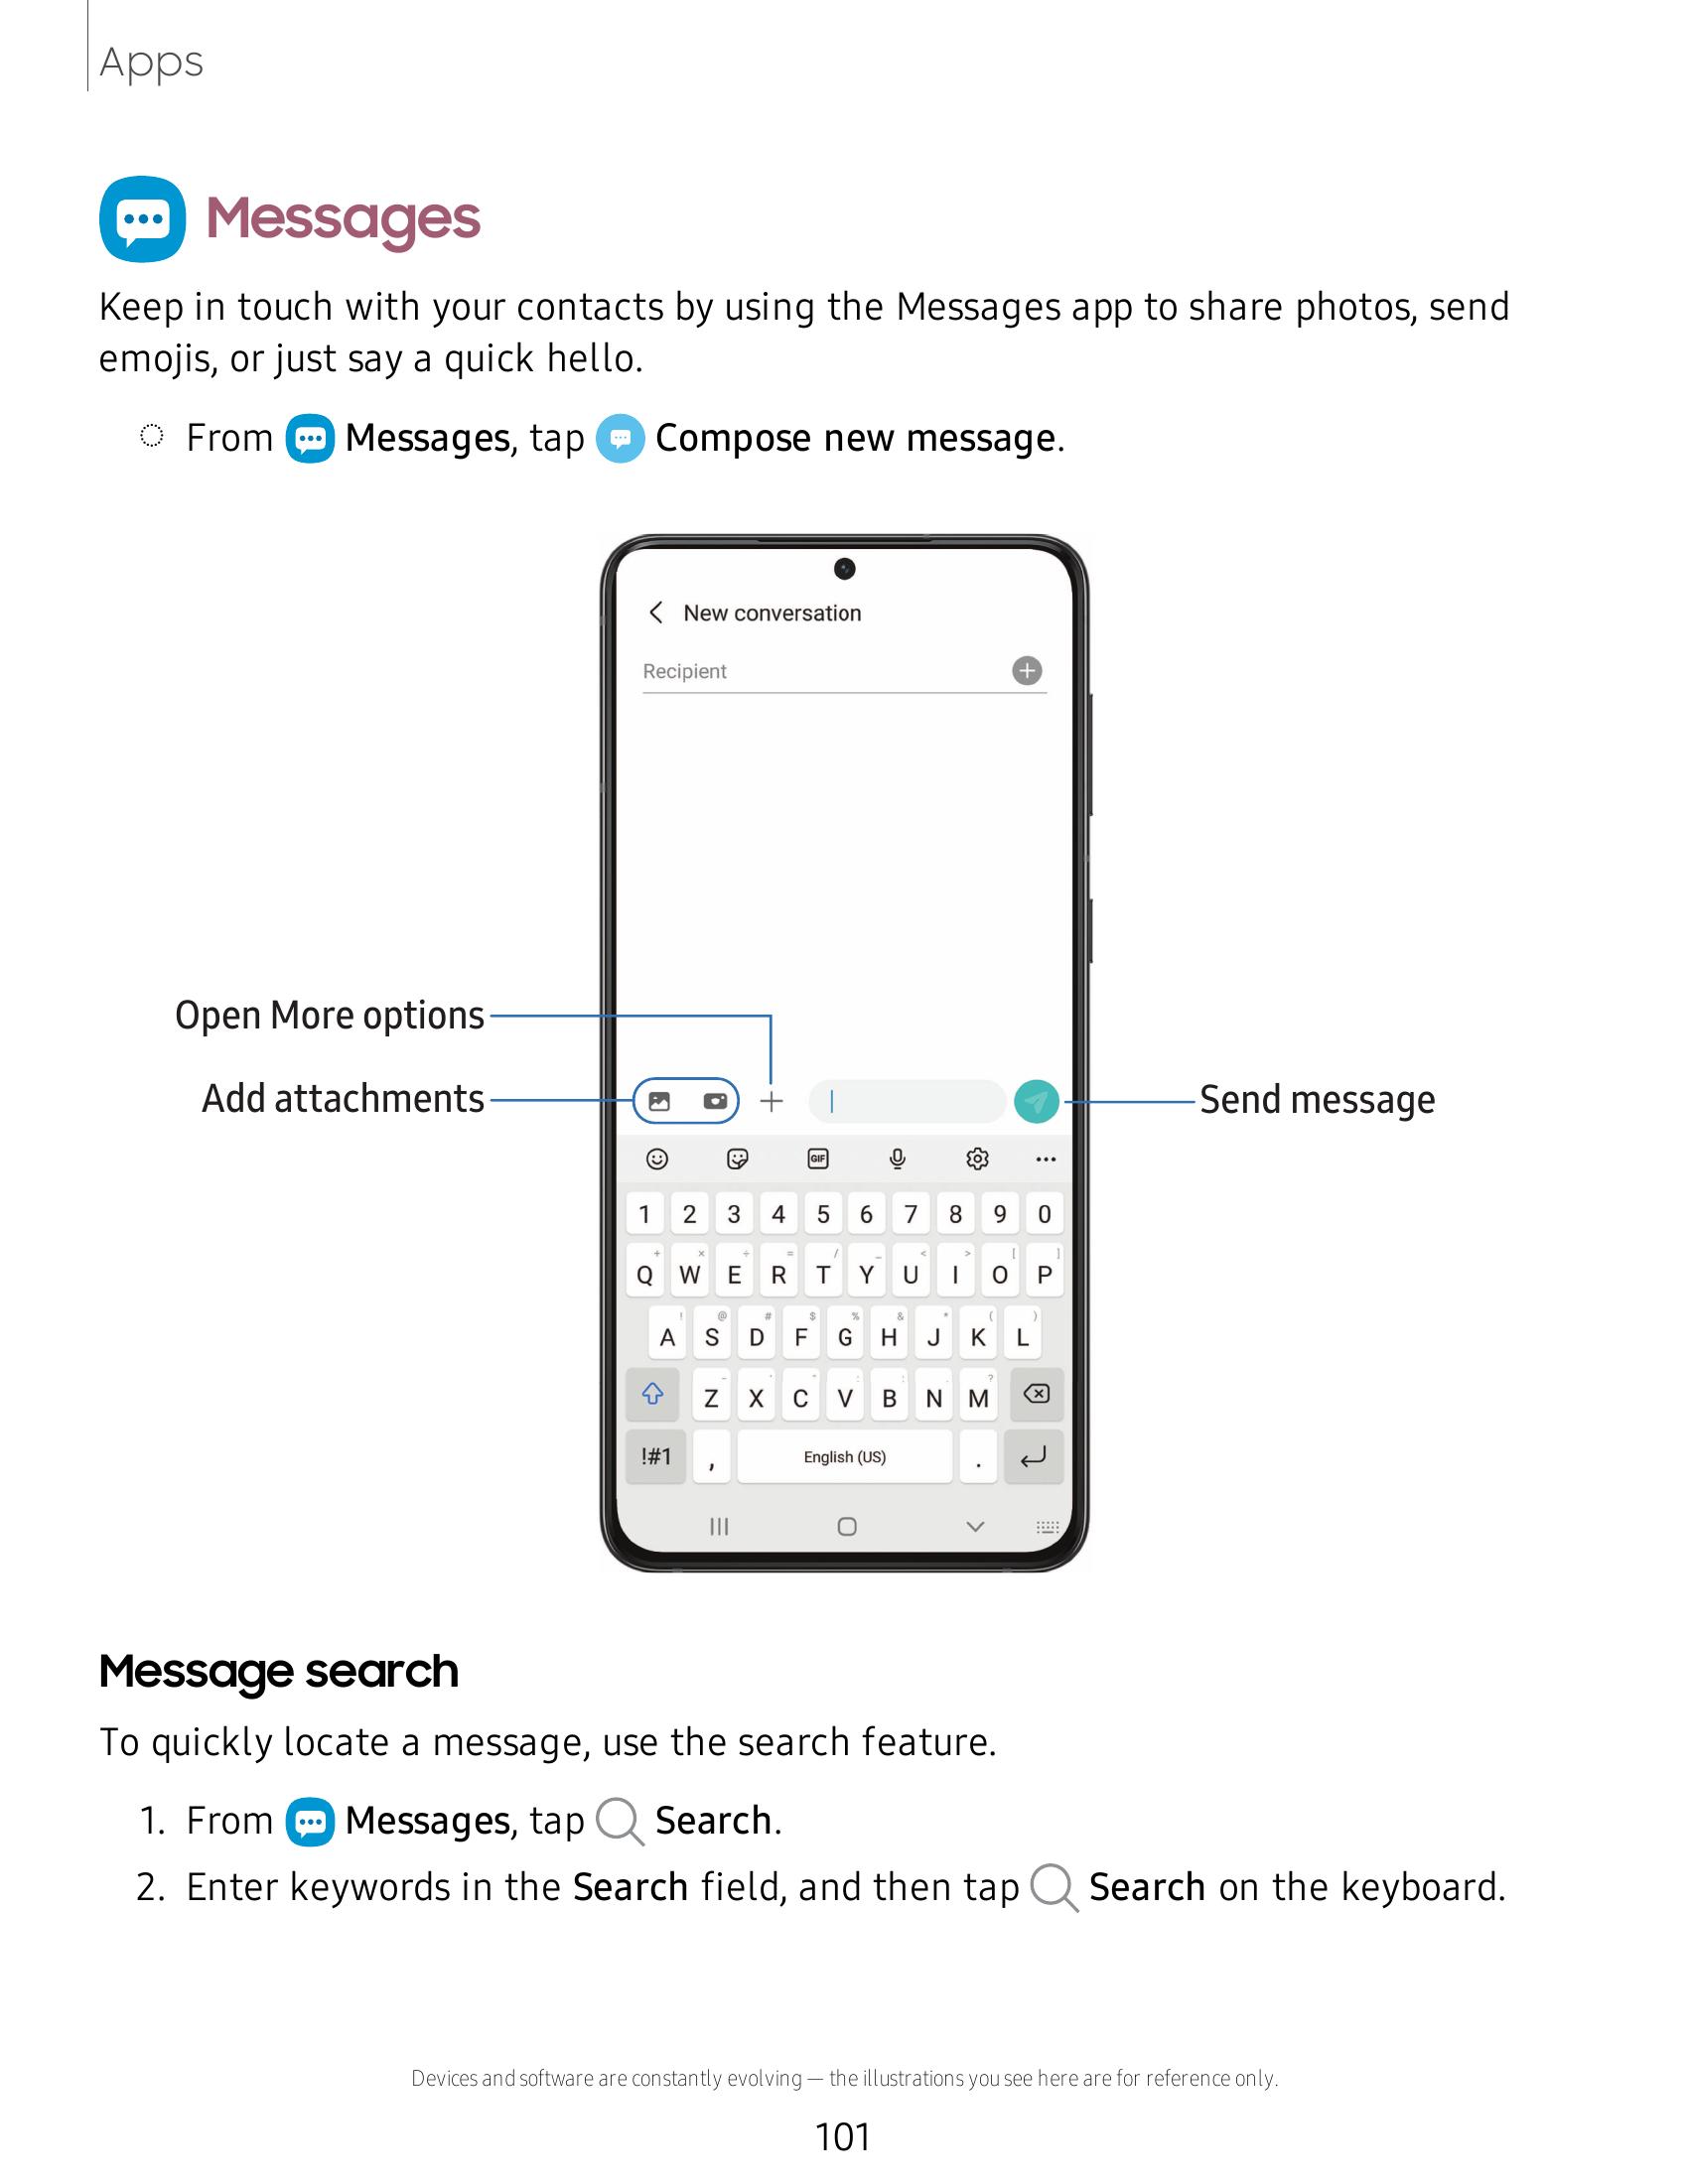 Apps
Messages
Keep in touch with your contacts by using the Messages app to share photos, send
emojis, or just say a quick hello.
From Messages, tap Compose new message.
New conversation
Recipient
Open More options
Add attachments
Send message
GIF
1 2 3 4 5 6 7 8 9 0
+ × ÷ = / _ < > [ ]
Q W E R T Y U I O P
! @ # $ % & * ( )
A S D F G H J K L
- ' " : ; , ?
Z X C V B N M
!#1 , English (US) .
Message search
To quickly locate a message, use the search feature.
1. From Messages, tap Search.
2. Enter keywords in the Search field, and then tap Search on the keyboard.
Devices and software are constantly evolving — the illustrations you see here are for reference only.
101